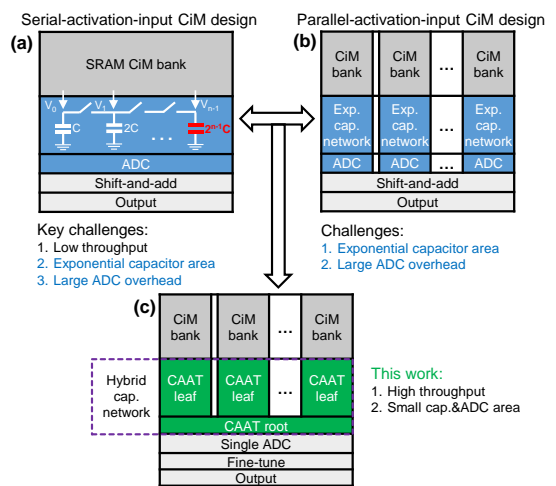 Serial-activation-input CiM design
Parallel-activation-input CiM design
(a)
SRAM CiM bank
V0 V1 Vn-1
C 2C . . . 2ⁿ⁻¹C
ADC
Shift-and-add
Output
(b)
CiM bank CiM bank ... CiM bank
Exp. cap. network Exp. cap. network ... Exp. cap. network
ADC ADC ... ADC
Shift-and-add
Output
Key challenges:
1. Low throughput
2. Exponential capacitor area
3. Large ADC overhead
Challenges:
1. Exponential capacitor area
2. Large ADC overhead
(c)
CiM bank CiM bank ... CiM bank
Hybrid cap. network
CAAT leaf CAAT leaf ... CAAT leaf
CAAT root
Single ADC
Fine-tune
Output
This work:
1. High throughput
2. Small cap.&ADC area